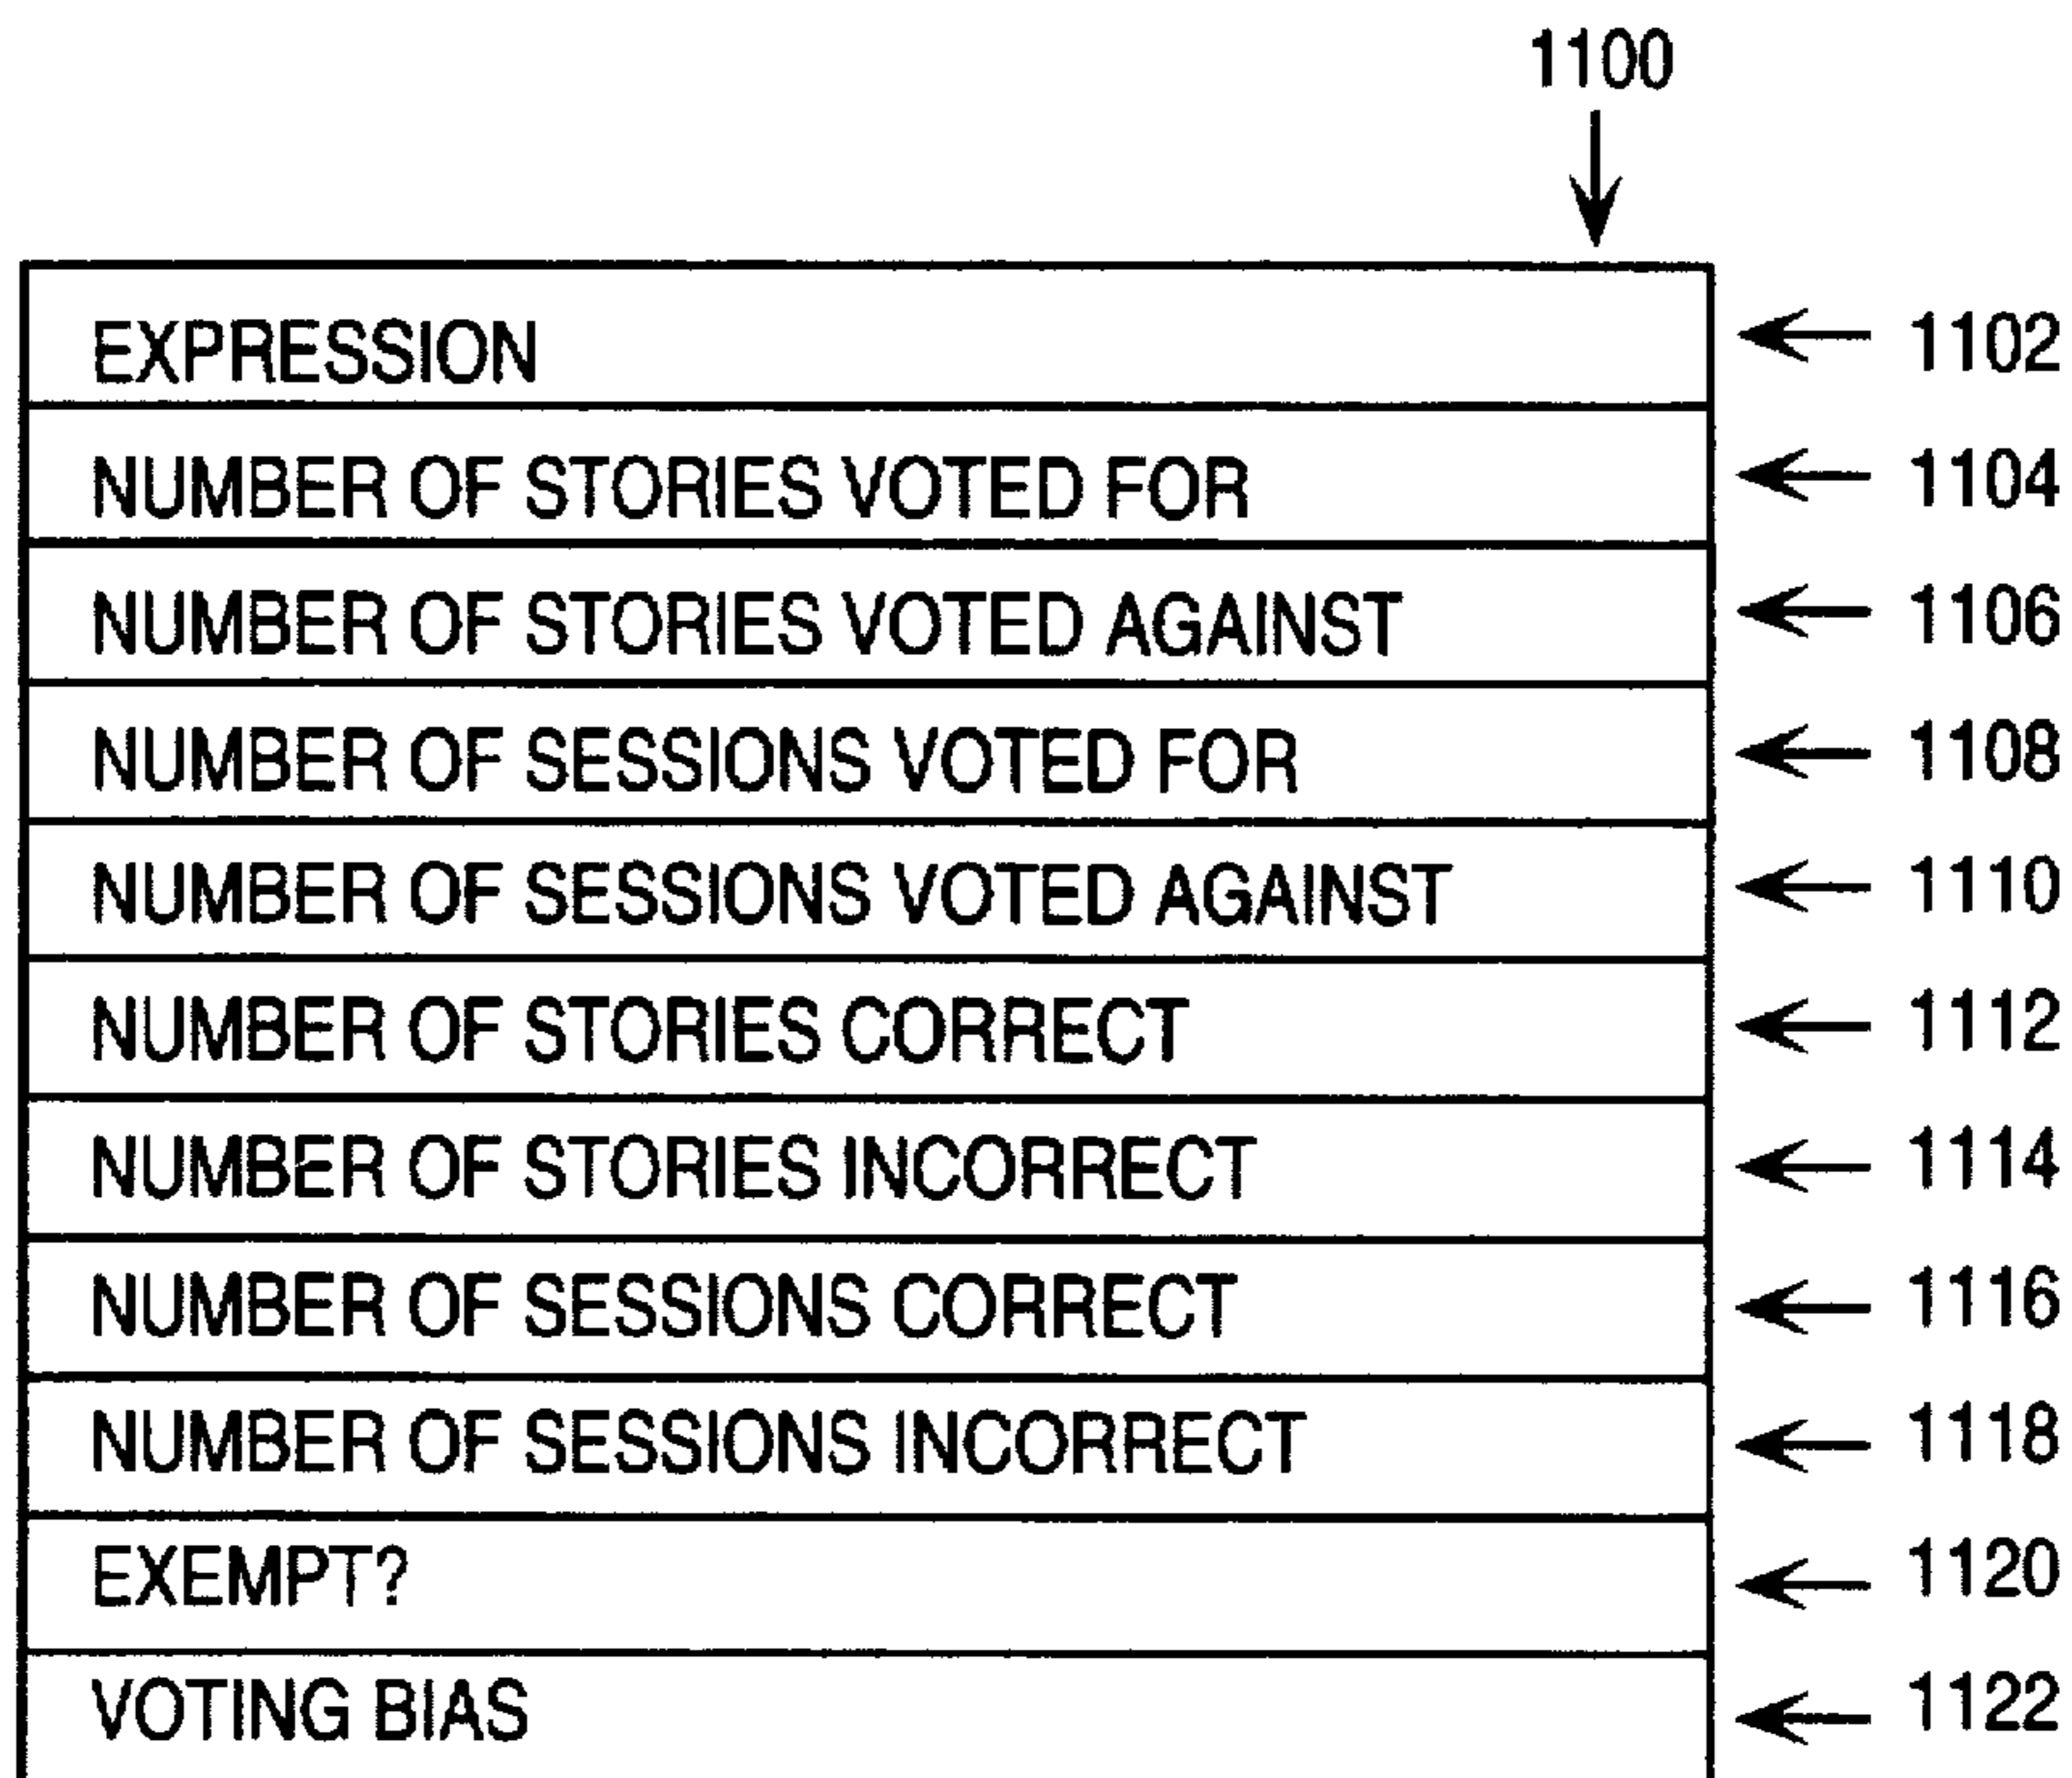 1100
EXPRESSION 1102
NUMBER OF STORIES VOTED FOR 1104
NUMBER OF STORIES VOTED AGAINST 1106
NUMBER OF SESSIONS VOTED FOR 1108
NUMBER OF SESSIONS VOTED AGAINST 1110
NUMBER OF STORIES CORRECT 1112
NUMBER OF STORIES INCORRECT 1114
NUMBER OF SESSIONS CORRECT 1116
NUMBER OF SESSIONS INCORRECT 1118
EXEMPT? 1120
VOTING BIAS 1122